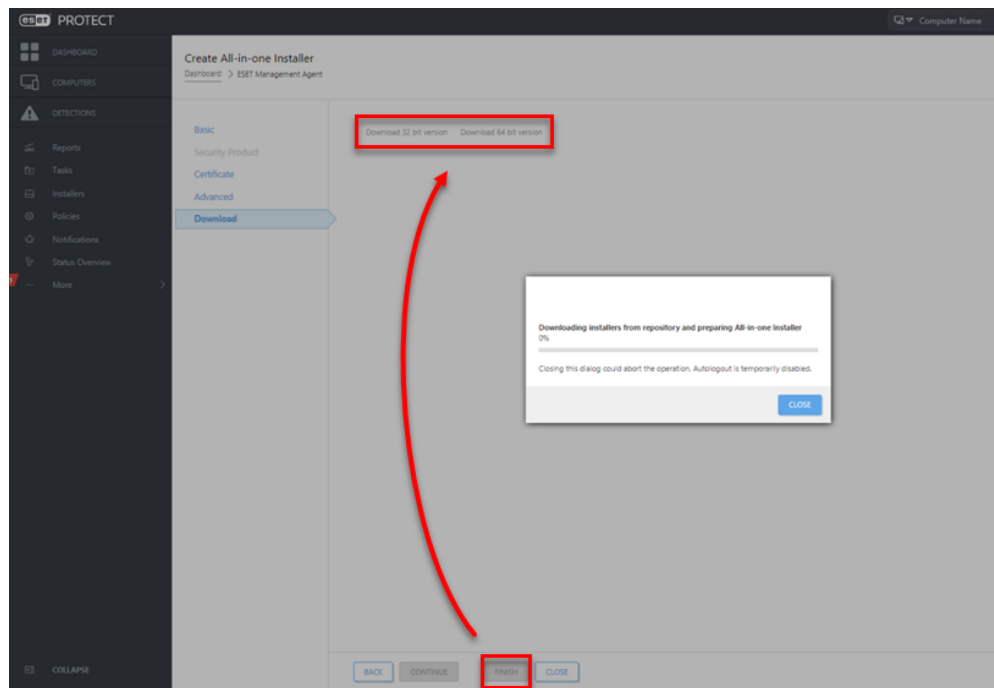 eset PROTECT
Computer Name
DASHBOARD
COMPUTERS
DETECTIONS
Reports
Tasks
Installers
Policies
Notifications
Status Overview
More
COLLAPSE
Create All-in-one Installer
Dashboard > ESET Management Agent
Basic
Security Product
Certificate
Advanced
Download
Download 32 bit version Download 64 bit version
Downloading installers from repository and preparing All-in-one Installer
0%
Closing this dialog could abort the operation. Autologout is temporarily disabled.
CLOSE
BACK CONTINUE FINISH CLOSE